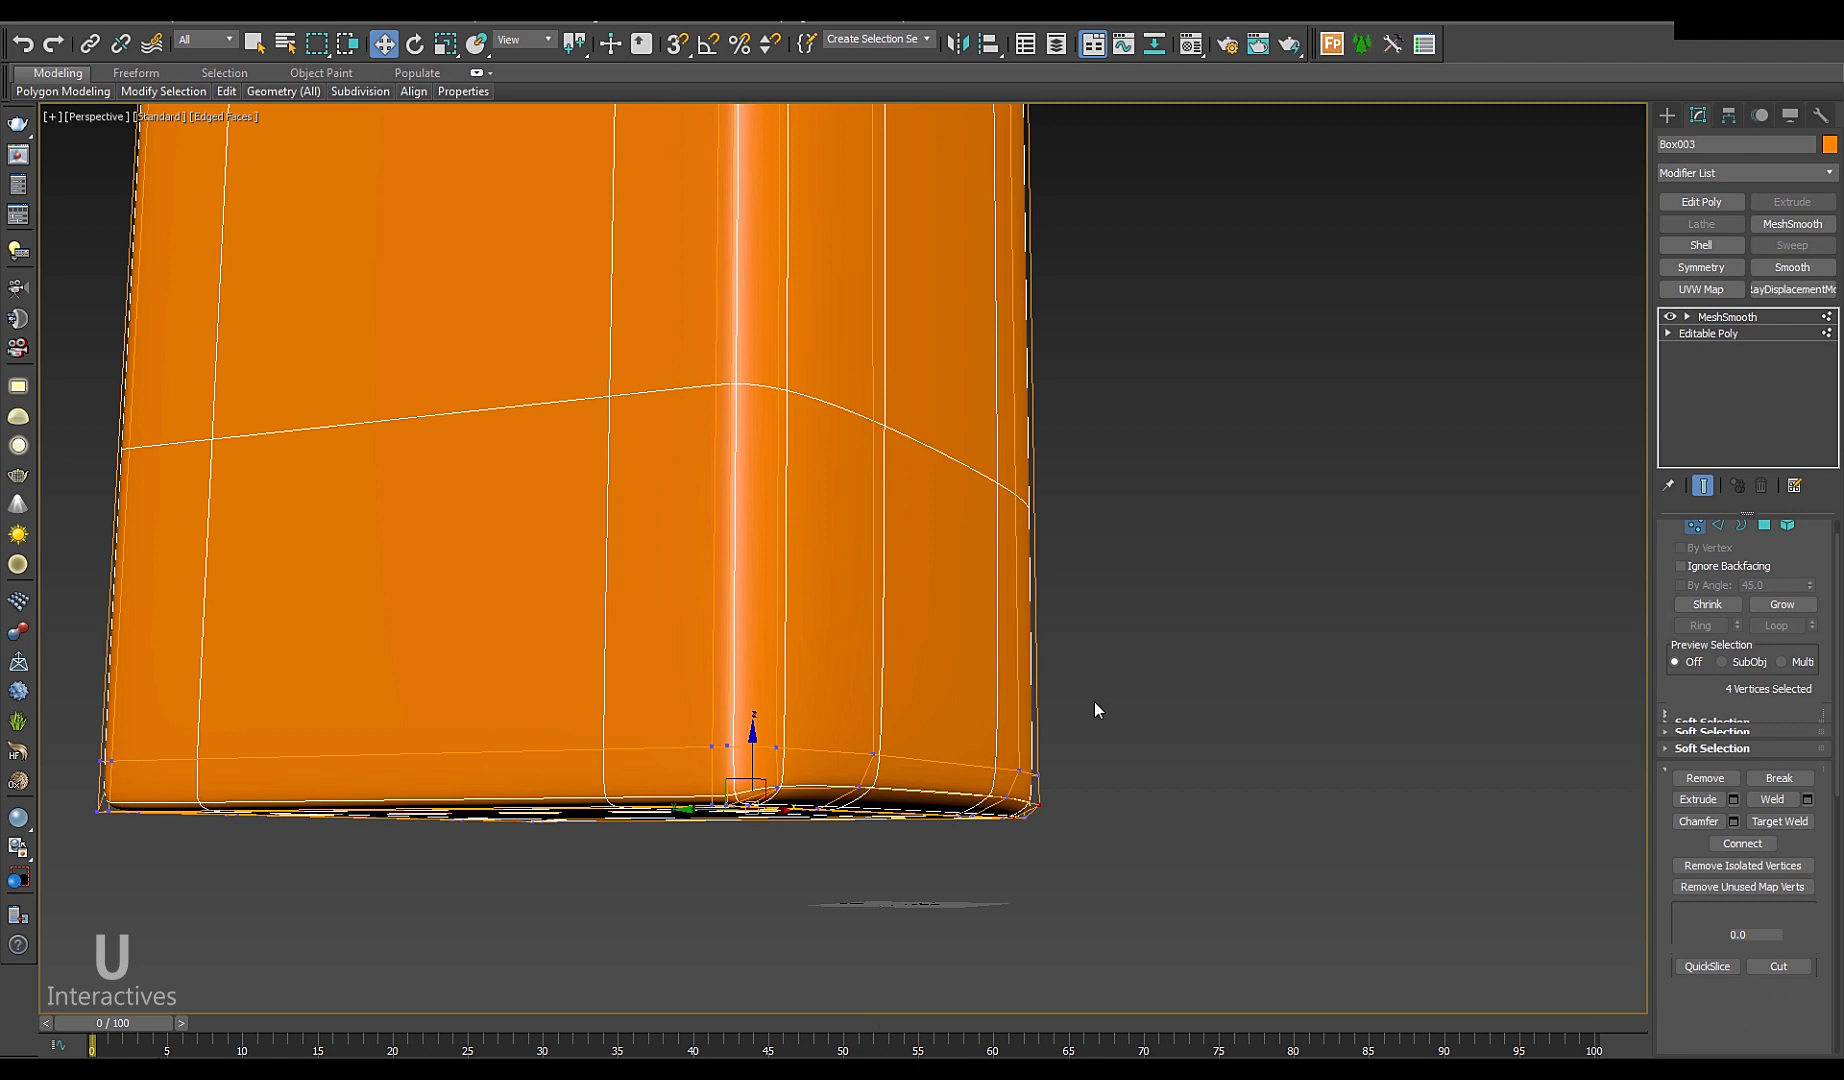 All
View
Create Selection Se
Modeling Freeform Selection Object Paint Populate
Polygon Modeling Modify Selection Edit Geometry (All) Subdivision Align Properties
[+] [Perspective] [Standard] [Edged Faces]
Box003
Modifier List
Edit Poly Extrude
Lathe MeshSmooth
Shell Sweep
Symmetry Smooth
UVW Map
MeshSmooth
Editable Poly
By Vertex
Ignore Backfacing
By Angle: 45.0
Shrink Grow
Ring Loop
Preview Selection
Off SubObj Multi
4 Vertices Selected
Soft Selection
Soft Selection
Soft Selection
Remove Break
Extrude Weld
Chamfer Target Weld
Connect
Remove Isolated Vertices
Remove Unused Map Verts
0.0
QuickSlice Cut
z
U
Interactives
< 0 / 100 >
0 5 10 15 20 25 30 35 40 45 50 55 60 65 70 75 80 85 90 95 100